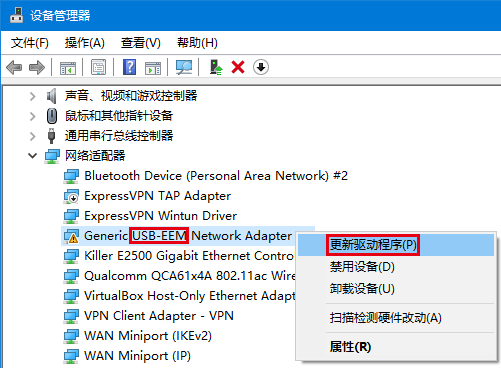 设备管理器
文件(F) 操作(A) 查看(V) 帮助(H)
声音、视频和游戏控制器
鼠标和其他指针设备
通用串行总线控制器
网络适配器
Bluetooth Device (Personal Area Network) #2
ExpressVPN TAP Adapter
ExpressVPN Wintun Driver
Generic USB-EEM Network Adapter
Killer E2500 Gigabit Ethernet Contro
Qualcomm QCA61x4A 802.11ac Wire
VirtualBox Host-Only Ethernet Adapt
VPN Client Adapter - VPN
WAN Miniport (IKEv2)
WAN Miniport (IP)
更新驱动程序(P)
禁用设备(D)
卸载设备(U)
扫描检测硬件改动(A)
属性(R)